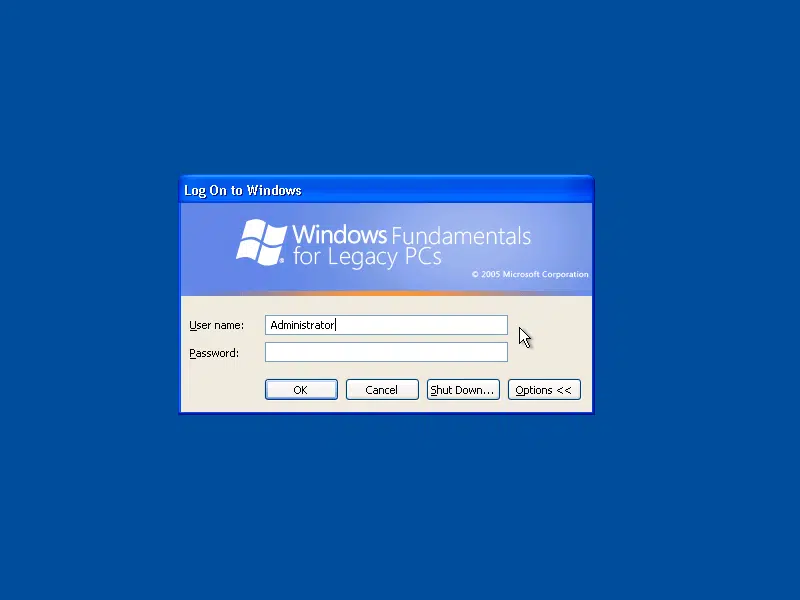 Log On to Windows
Windows Fundamentals
for Legacy PCs
© 2005 Microsoft Corporation
User name: Administrator
Password:
OK Cancel Shut Down... Options <<